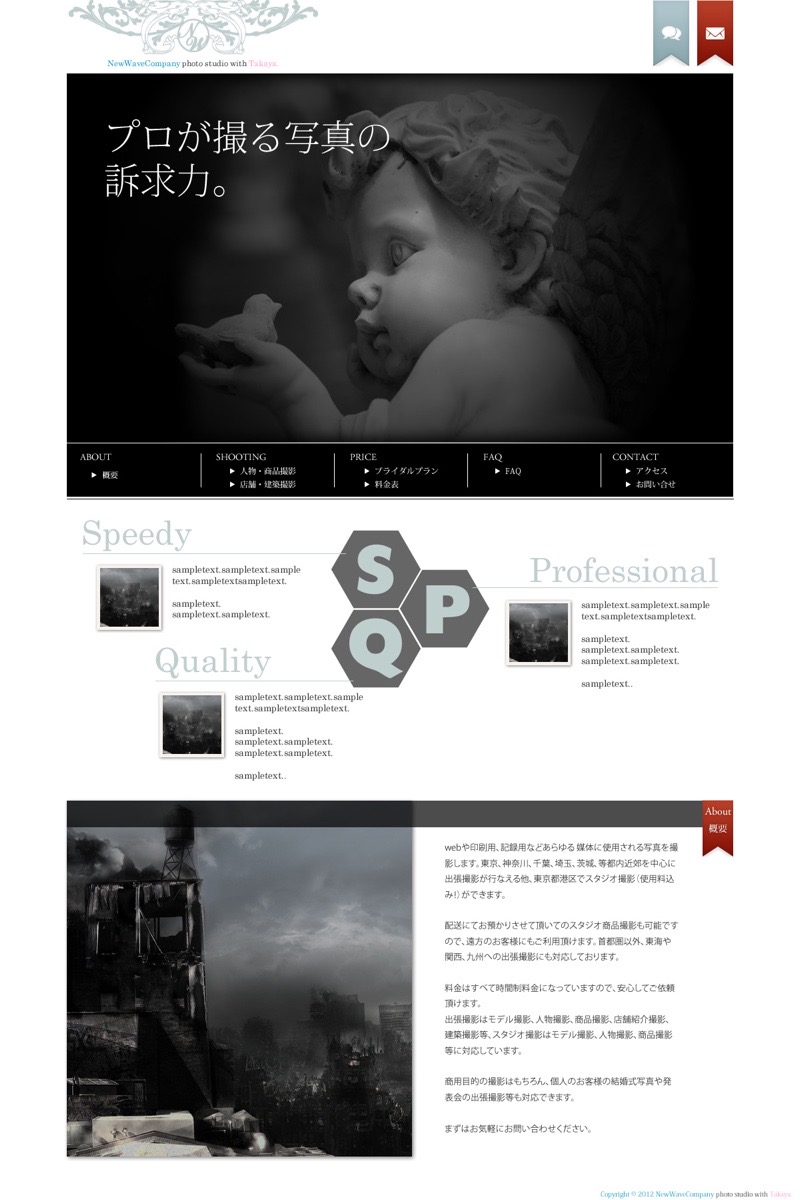 NW
NewWaveCompany photo studio with Takuya.
プロが撮る写真の
訴求力。
ABOUT
▶ 概要
SHOOTING
▶ 人物・商品撮影
▶ 店舗・建築撮影
PRICE
▶ ブライダルプラン
▶ 料金表
FAQ
▶ FAQ
CONTACT
▶ アクセス
▶ お問い合せ
Speedy
sampletext.sampletext.sample
text.sampletextsampletext.
sampletext.
sampletext.sampletext.
S
P
Q
Professional
sampletext.sampletext.sample
text.sampletextsampletext.
sampletext.
sampletext.sampletext.
sampletext.sampletext.
sampletext..
Quality
sampletext.sampletext.sample
text.sampletextsampletext.
sampletext.
sampletext.sampletext.
sampletext.sampletext.
sampletext..
About
概要
webや印刷用、記録用などあらゆる媒体に使用される写真を撮
影します。東京、神奈川、千葉、埼玉、茨城、等都内近郊を中心に
出張撮影が行なえる他、東京都港区でスタジオ撮影（使用料込
み!）ができます。
配送にてお預かりさせて頂いてのスタジオ商品撮影も可能です
ので、遠方のお客様にもご利用頂けます。首都圏以外、東海や
関西、九州への出張撮影にも対応しております。
料金はすべて時間制料金になっていますので、安心してご依頼
頂けます。
出張撮影はモデル撮影、人物撮影、商品撮影、店舗紹介撮影、
建築撮影等、スタジオ撮影はモデル撮影、人物撮影、商品撮影
等に対応しています。
商用目的の撮影はもちろん、個人のお客様の結婚式写真や発
表会の出張撮影等も対応できます。
まずはお気軽にお問い合わせください。
Copyright © 2012 NewWaveCompany photo studio with Takuya.